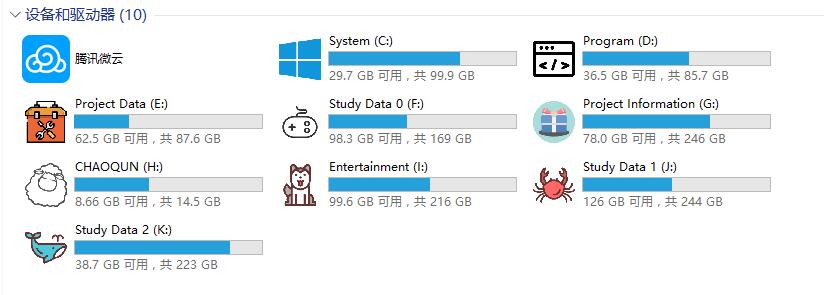 设备和驱动器 (10)
腾讯微云
System (C:)
29.7 GB 可用，共 99.9 GB
Program (D:)
36.5 GB 可用，共 85.7 GB
Project Data (E:)
62.5 GB 可用，共 87.6 GB
Study Data 0 (F:)
98.3 GB 可用，共 169 GB
Project Information (G:)
78.0 GB 可用，共 246 GB
CHAOQUN (H:)
8.66 GB 可用，共 14.5 GB
Entertainment (I:)
99.6 GB 可用，共 216 GB
Study Data 1 (J:)
126 GB 可用，共 244 GB
Study Data 2 (K:)
38.7 GB 可用，共 223 GB